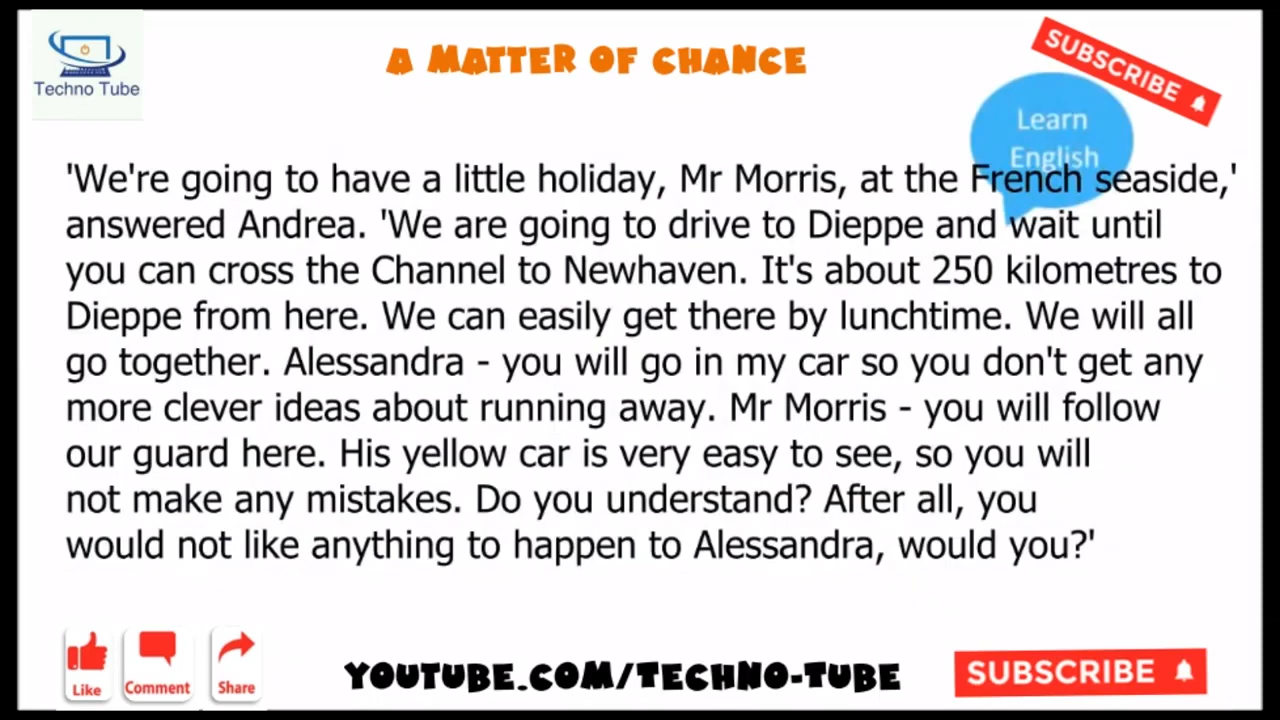 Techno Tube
A MATTER OF CHANCE
SUBSCRIBE
Learn
English
'We're going to have a little holiday, Mr Morris, at the French seaside,'
answered Andrea. 'We are going to drive to Dieppe and wait until
you can cross the Channel to Newhaven. It's about 250 kilometres to
Dieppe from here. We can easily get there by lunchtime. We will all
go together. Alessandra - you will go in my car so you don't get any
more clever ideas about running away. Mr Morris - you will follow
our guard here. His yellow car is very easy to see, so you will
not make any mistakes. Do you understand? After all, you
would not like anything to happen to Alessandra, would you?'
Like
Comment
Share
YOUTUBE.COM/TECHNO-TUBE
SUBSCRIBE